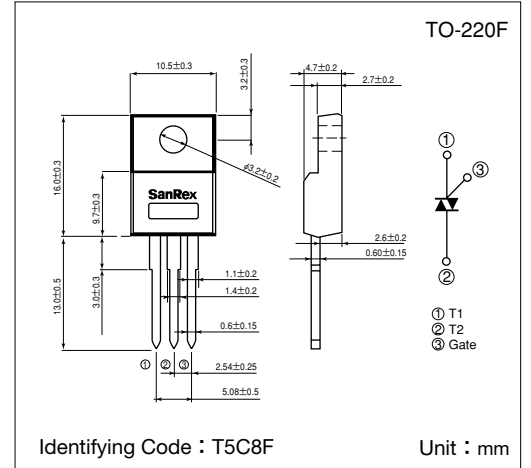 TO-220F
10.5±0.3
3.2±0.3
4.7±0.2
2.7±0.2
16.0±0.3
9.7±0.3
φ3.2±0.2
SanRex
①
③
②
13.0±0.5
3.0±0.3
1.1±0.2
1.4±0.2
0.6±0.15
2.6±0.2
0.60±0.15
① T1
② T2
③ Gate
① ② ③
2.54±0.25
5.08±0.5
Identifying Code：T5C8F
Unit：mm